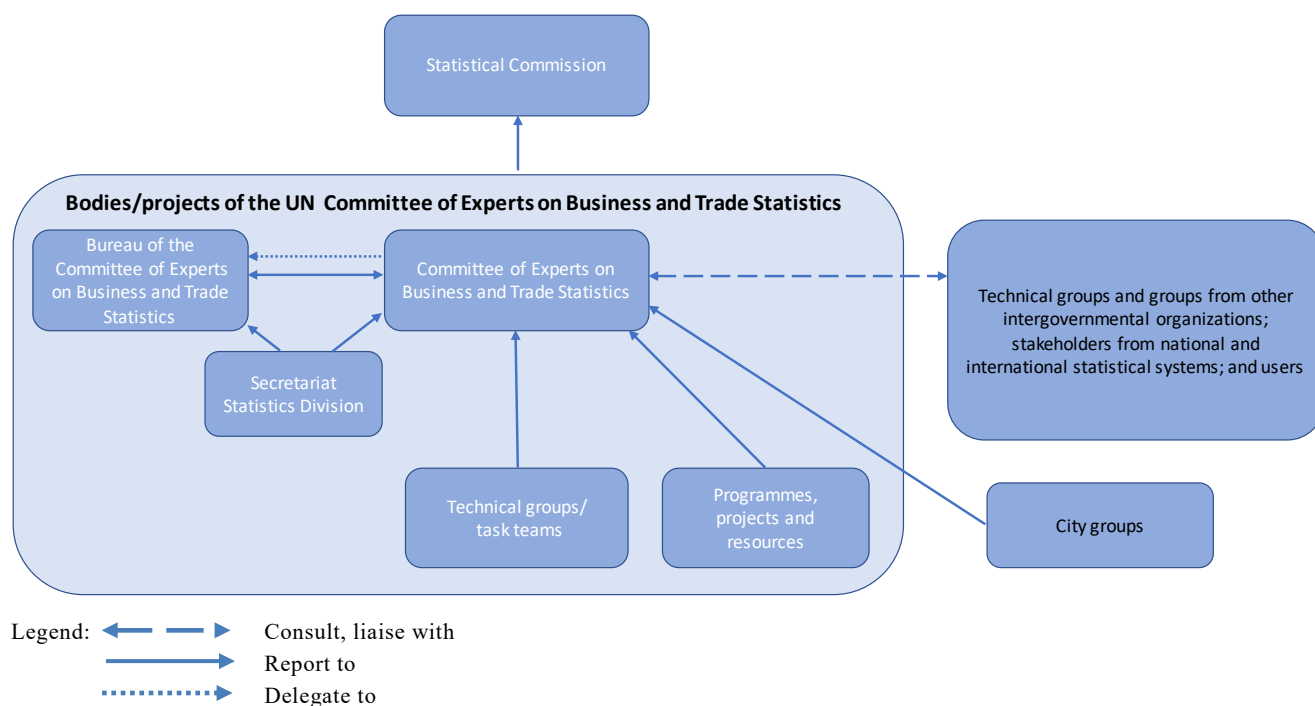 Statistical Commission
Bodies/projects of the UN Committee of Experts on Business and Trade Statistics
Bureau of the
Committee of Experts
on Business and Trade
Statistics
Committee of Experts on
Business and Trade Statistics
Technical groups and groups from other
intergovernmental organizations;
stakeholders from national and
international statistical systems; and users
Secretariat
Statistics Division
Technical groups/
task teams
Programmes,
projects and
resources
City groups
Legend:
Consult, liaise with
Report to
Delegate to